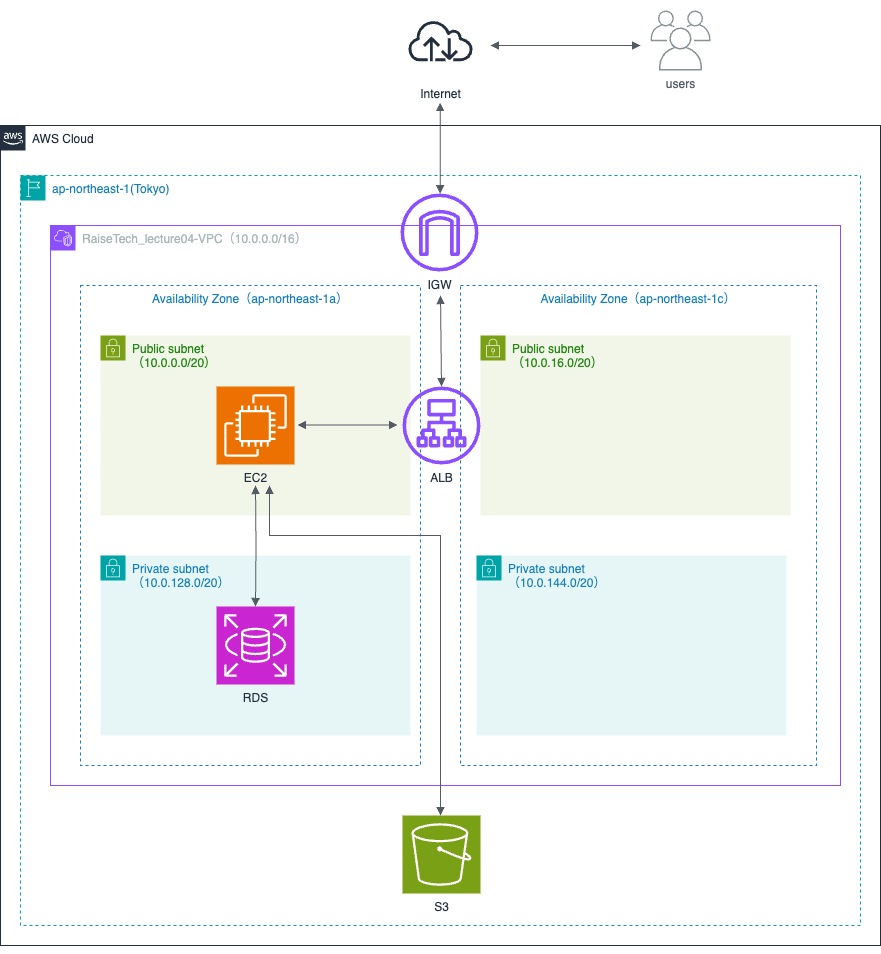 Internet
users
aws
AWS Cloud
ap-northeast-1(Tokyo)
RaiseTech_lecture04-VPC（10.0.0.0/16）
IGW
Availability Zone（ap-northeast-1a）
Availability Zone（ap-northeast-1c）
Public subnet
（10.0.0.0/20）
Public subnet
（10.0.16.0/20）
EC2
ALB
Private subnet
（10.0.128.0/20）
Private subnet
（10.0.144.0/20）
RDS
S3